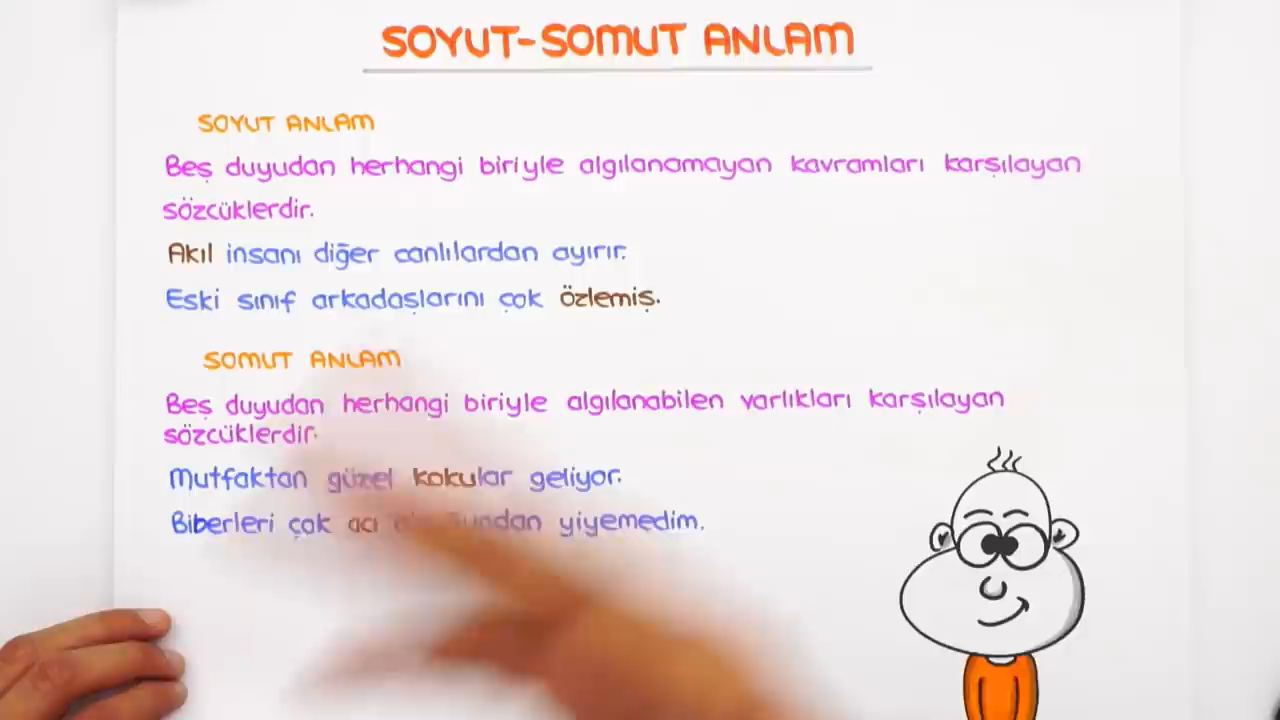 SOYUT-SOMUT ANLAM
SOYUT ANLAM
Beş duyudan herhangi biriyle algılanamayan kavramları karşılayan
sözcüklerdir.
Akıl insanı diğer canlılardan ayırır.
Eski sınıf arkadaşlarını çok özlemiş.
SOMUT ANLAM
Beş duyudan herhangi biriyle algılanabilen varlıkları karşılayan
sözcüklerdir.
Mutfaktan güzel kokular geliyor.
Biberleri çok acı yiyemedim.